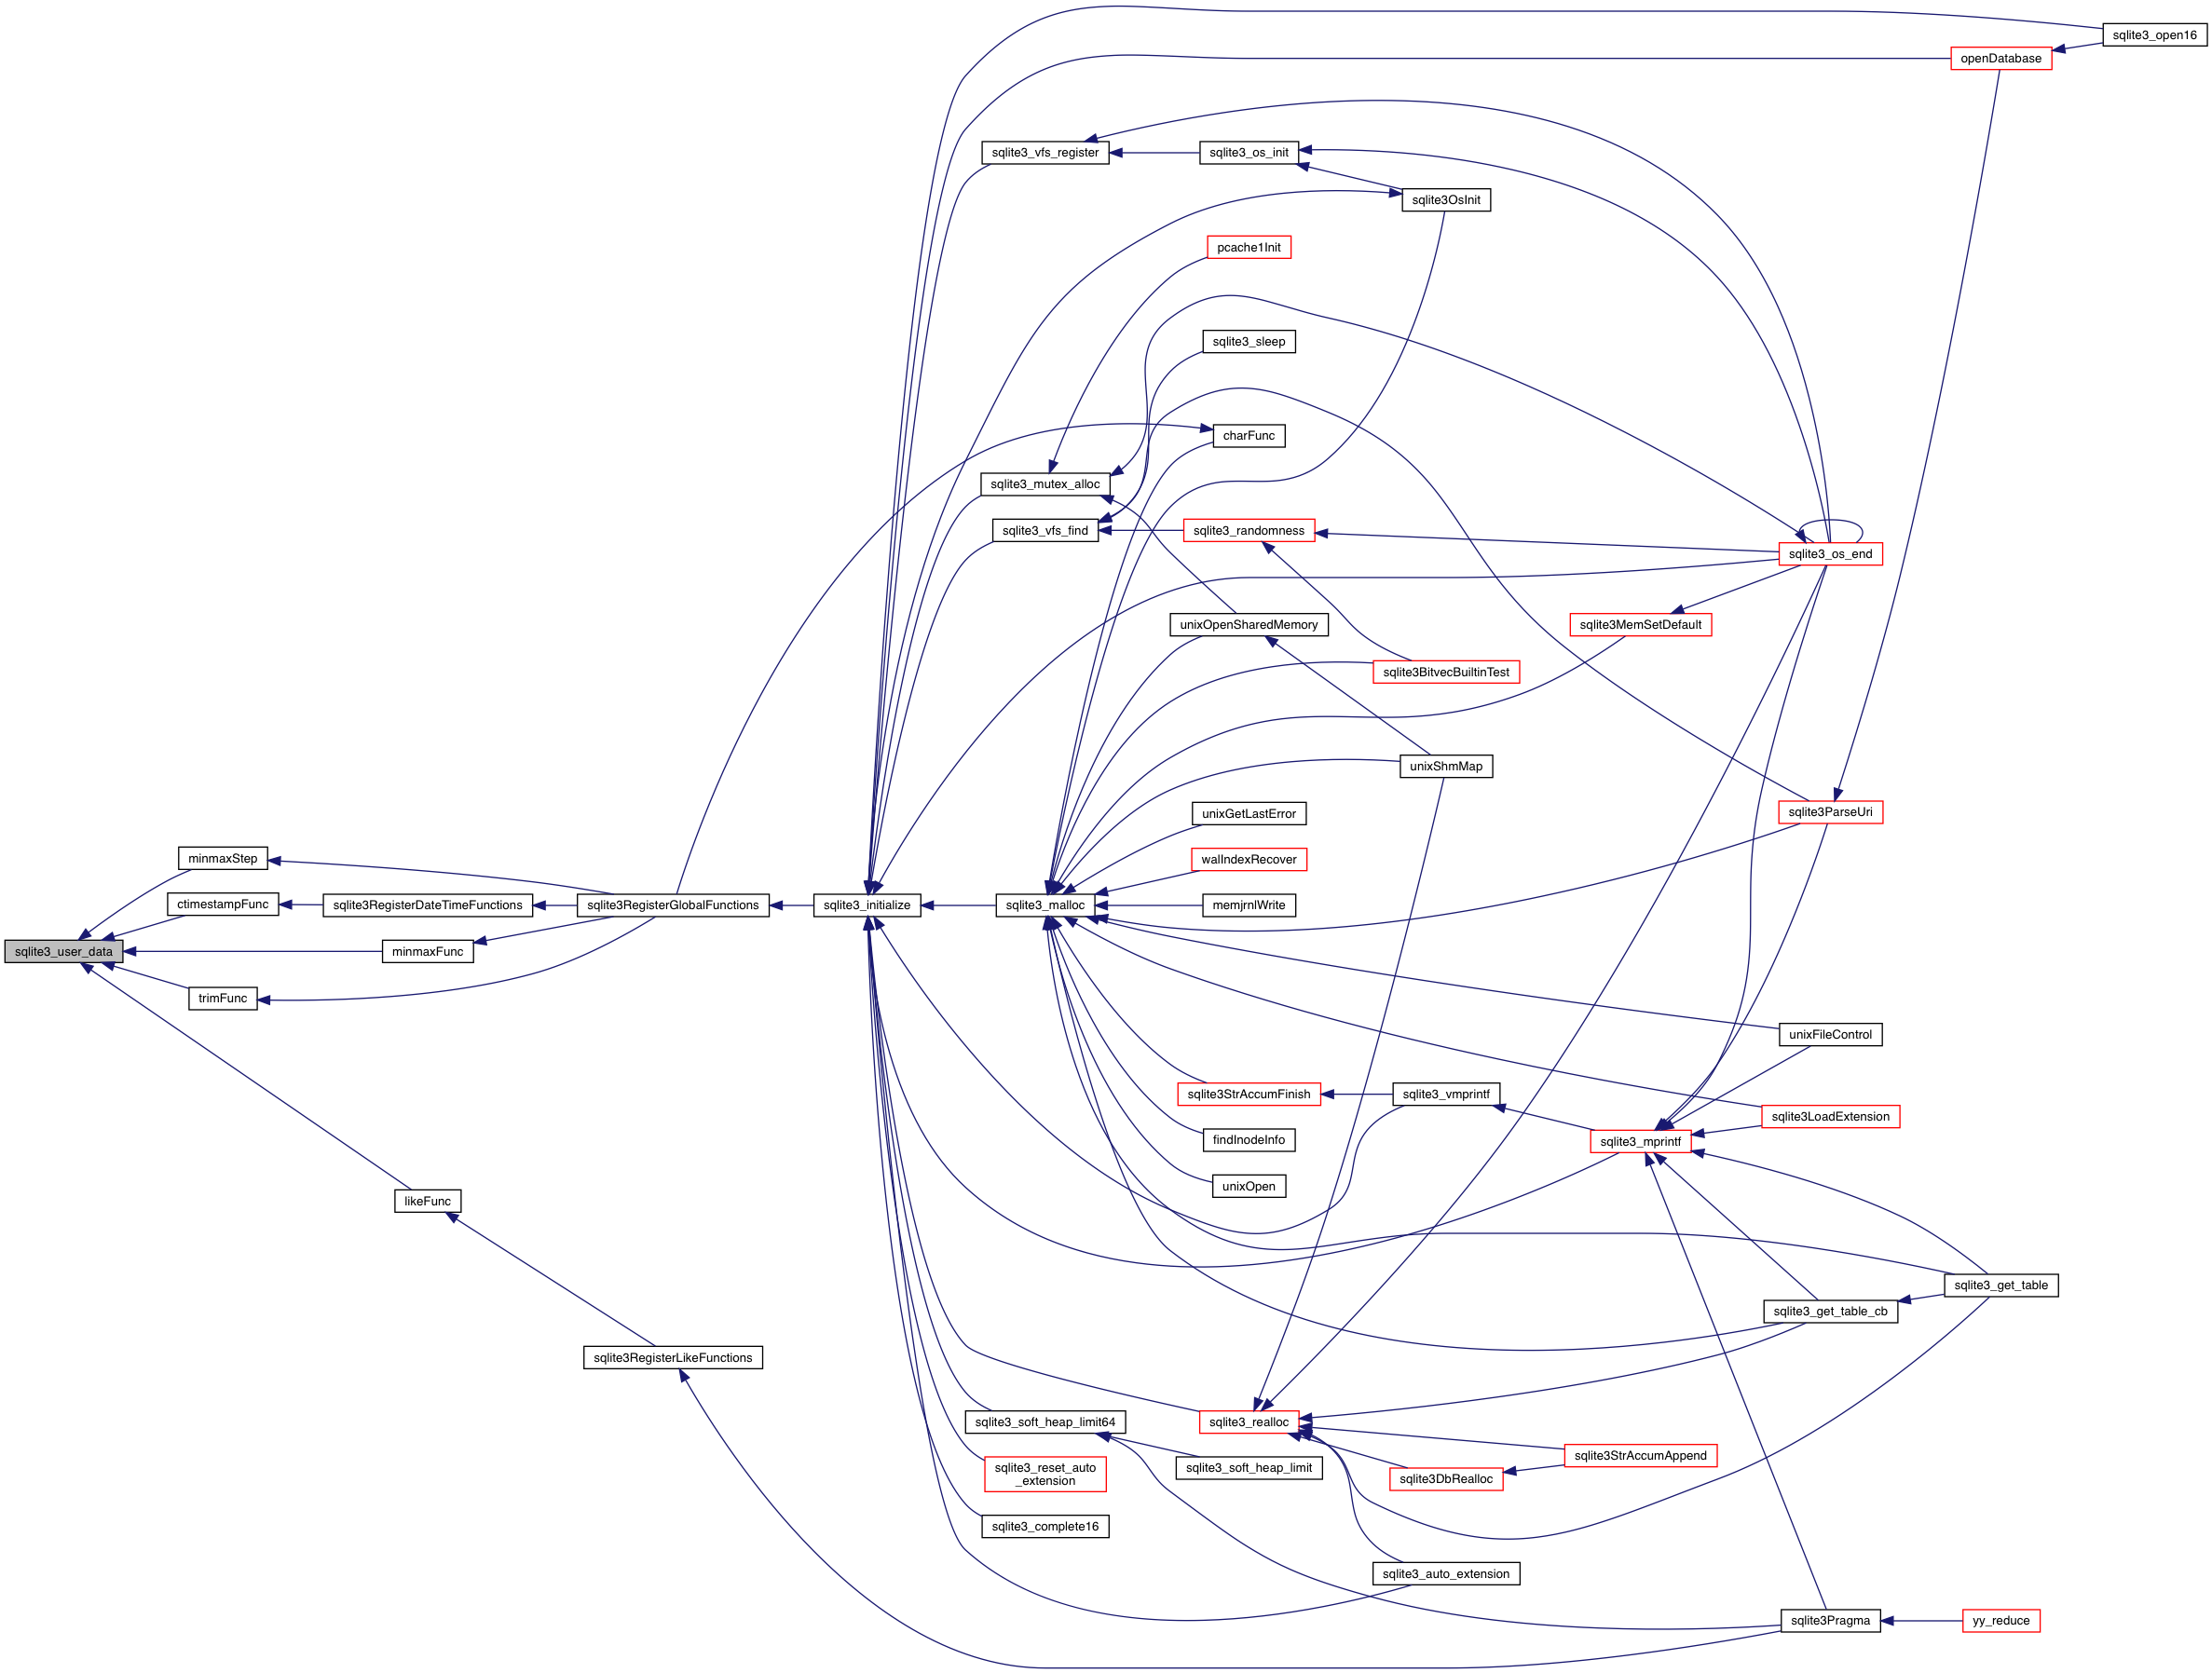 sqlite3_open16
openDatabase
sqlite3_vfs_register
sqlite3_os_init
sqlite3OsInit
pcache1Init
sqlite3_sleep
charFunc
sqlite3_mutex_alloc
sqlite3_vfs_find
sqlite3_randomness
sqlite3_os_end
unixOpenSharedMemory
sqlite3MemSetDefault
sqlite3BitvecBuiltinTest
unixShmMap
unixGetLastError
sqlite3ParseUri
minmaxStep
walIndexRecover
ctimestampFunc
sqlite3RegisterDateTimeFunctions
sqlite3RegisterGlobalFunctions
sqlite3_initialize
sqlite3_malloc
memjrnlWrite
sqlite3_user_data
minmaxFunc
trimFunc
unixFileControl
sqlite3StrAccumFinish
sqlite3_vmprintf
sqlite3LoadExtension
findInodeInfo
sqlite3_mprintf
unixOpen
likeFunc
sqlite3_get_table
sqlite3_get_table_cb
sqlite3RegisterLikeFunctions
sqlite3_soft_heap_limit64
sqlite3_realloc
sqlite3StrAccumAppend
sqlite3_reset_auto
_extension
sqlite3_soft_heap_limit
sqlite3DbRealloc
sqlite3_complete16
sqlite3_auto_extension
sqlite3Pragma
yy_reduce